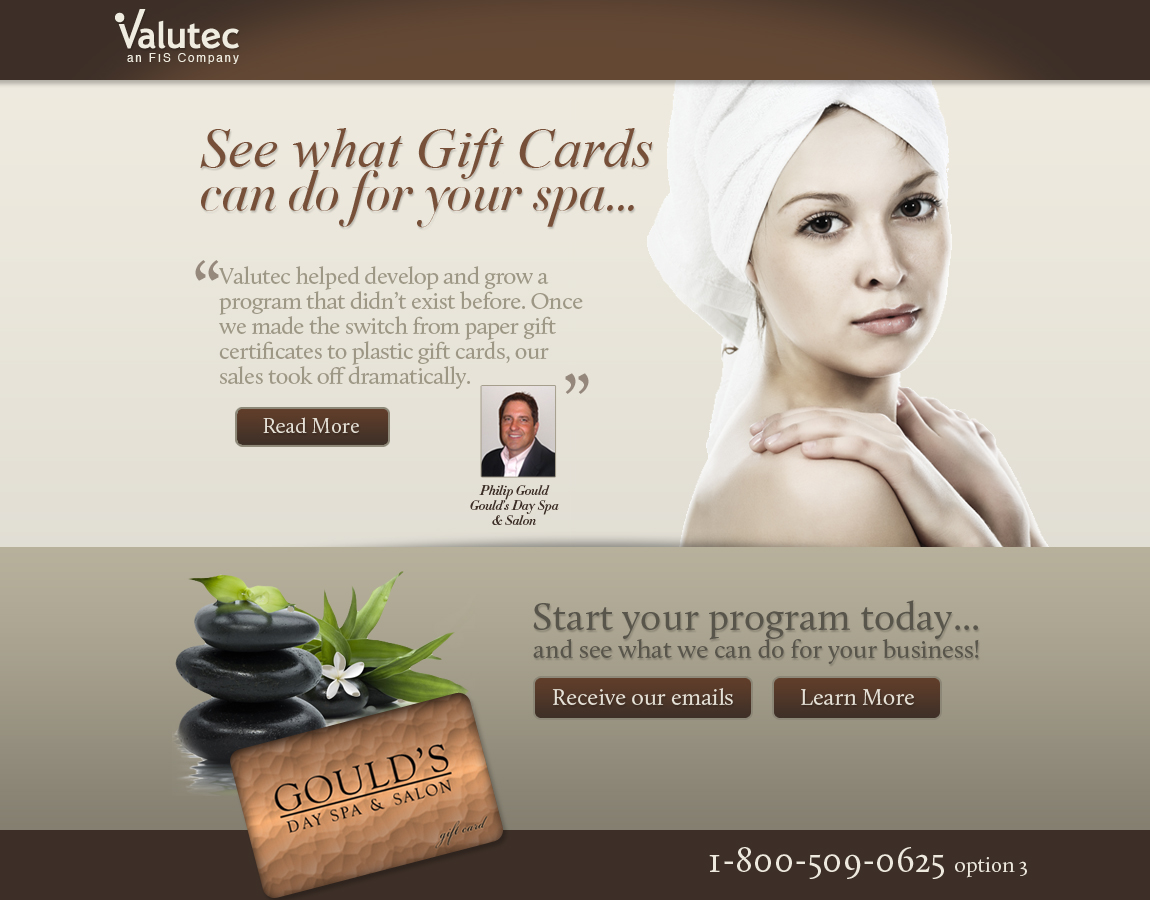 Valutec
an FIS Company
See what Gift Cards
can do for your spa...
“Valutec helped develop and grow a
program that didn’t exist before. Once
we made the switch from paper gift
certificates to plastic gift cards, our
sales took off dramatically.”
Read More
Philip Gould
Gould's Day Spa
& Salon
Start your program today...
and see what we can do for your business!
Receive our emails
Learn More
GOULD’S
DAY SPA & SALON
gift card
1-800-509-0625 option 3